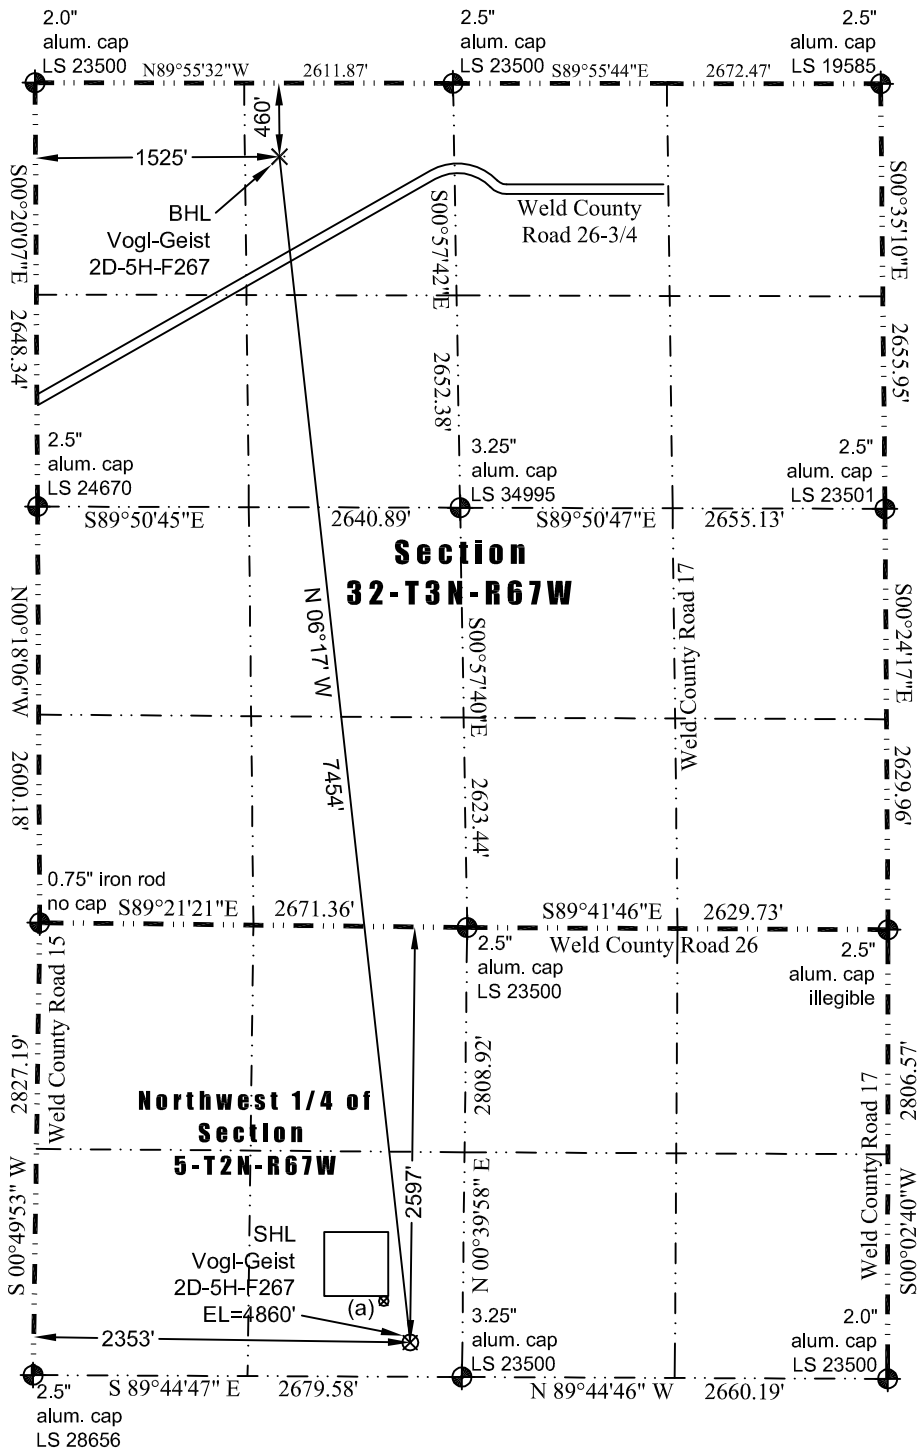 2.0"
alum. cap
LS 23500
2.5"
alum. cap
LS 23500
2.5"
alum. cap
LS 19585
N89°55'32"W
2611.87'
S89°55'44"E
2672.47'
460'
1525'
BHL
Vogl-Geist
2D-5H-F267
Weld County
Road 26-3/4
S00°20'07"E
2648.34'
S00°57'42"E
2652.38'
S00°35'10"E
2655.95'
2.5"
alum. cap
LS 24670
3.25"
alum. cap
LS 34995
2.5"
alum. cap
LS 23501
S89°50'45"E
2640.89'
S89°50'47"E
2655.13'
Section
32-T3N-R67W
N 06°17' W
7454'
N00°18'06"W
2600.18'
S00°57'40"E
2623.44'
Weld County Road 17
S00°24'17"E
2629.96'
0.75" iron rod
no cap
S89°21'21"E
2671.36'
S89°41'46"E
2629.73'
Weld County Road 26
2.5"
alum. cap
LS 23500
2.5"
alum. cap
illegible
Weld County Road 15
2827.19'
S 00°49'53" W
Northwest 1/4 of
Section
5-T2N-R67W
2597'
2808.92'
N 00°39'58" E
Weld County Road 17
2806.57'
S00°02'40"W
SHL
Vogl-Geist
2D-5H-F267
EL=4860'
(a)
2353'
3.25"
alum. cap
LS 23500
2.0"
alum. cap
LS 23500
S 89°44'47" E
2679.58'
N 89°44'46" W
2660.19'
2.5"
alum. cap
LS 28656